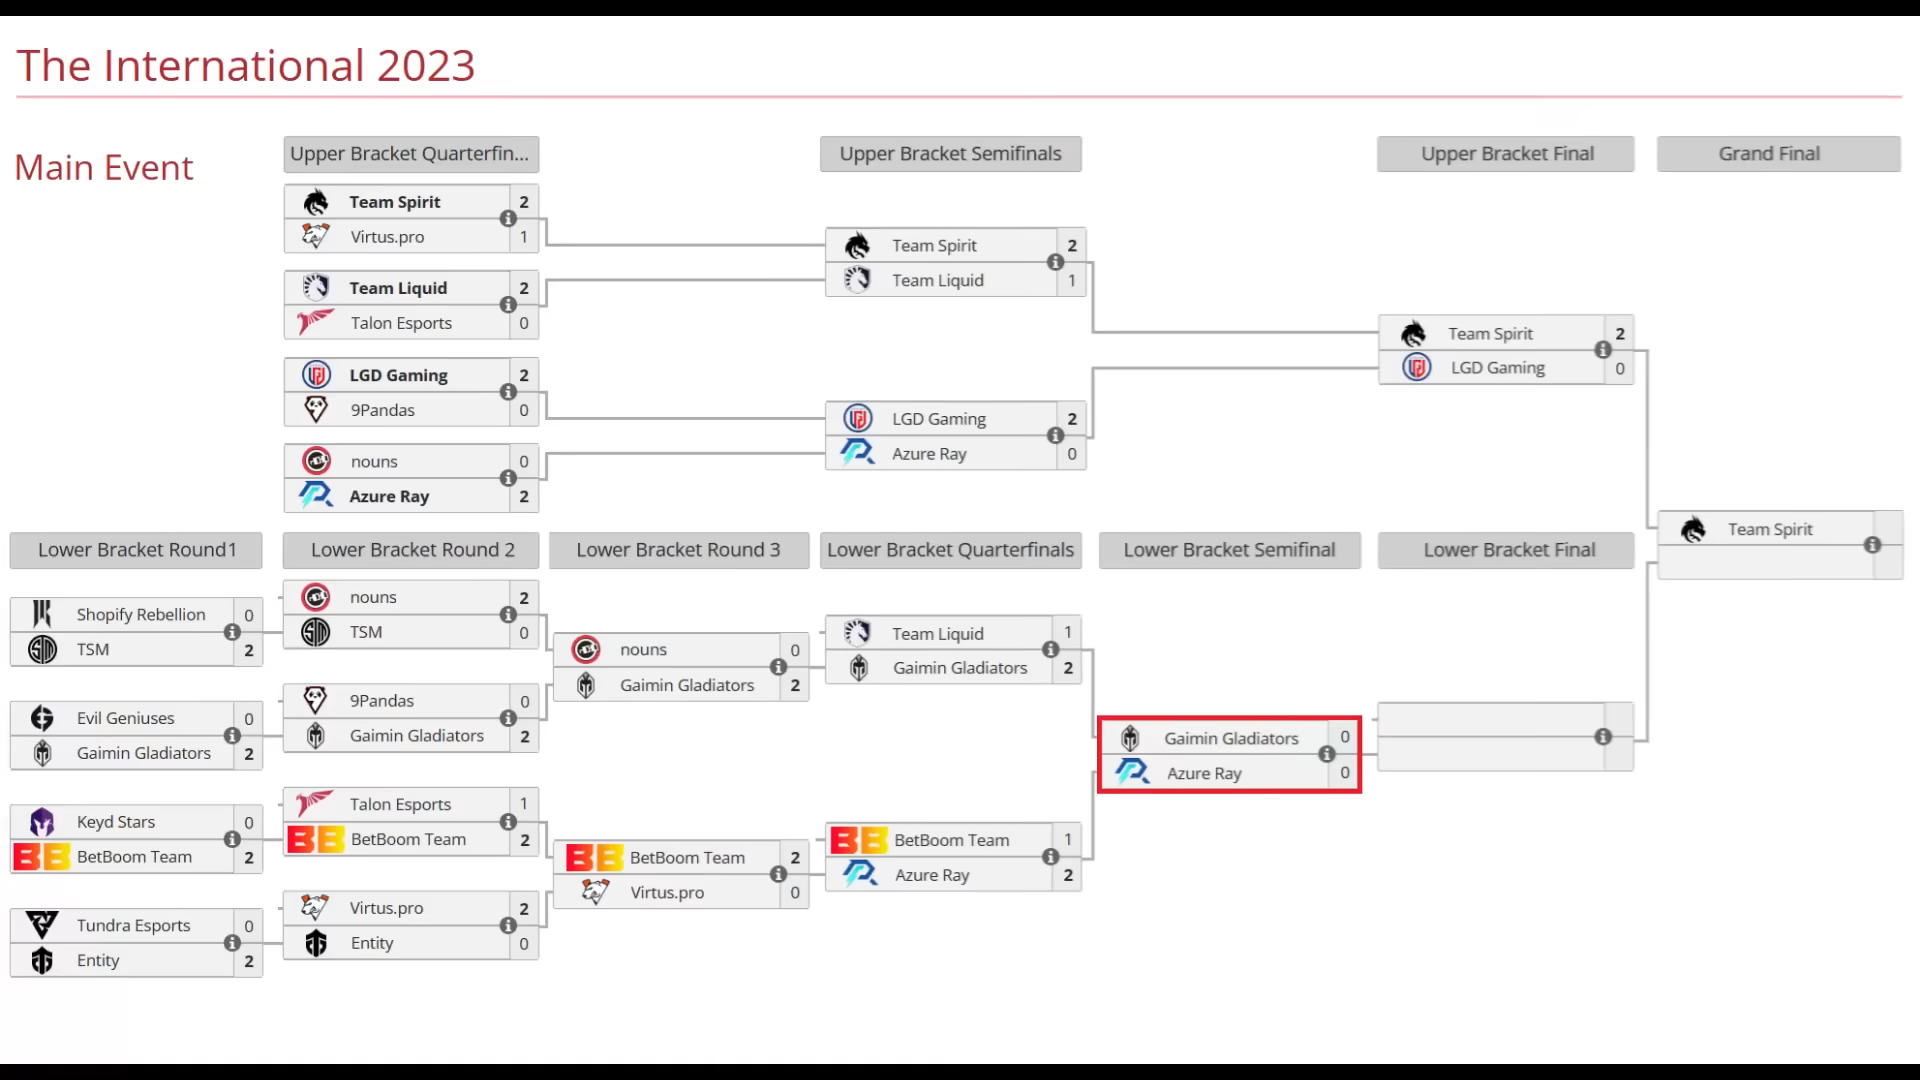 The International 2023
Main Event
Upper Bracket Quarterfin...
Team Spirit 2
Virtus.pro 1
Team Liquid 2
Talon Esports 0
LGD Gaming 2
9Pandas 0
nouns 0
Azure Ray 2
Upper Bracket Semifinals
Team Spirit 2
Team Liquid 1
LGD Gaming 2
Azure Ray 0
Upper Bracket Final
Team Spirit 2
LGD Gaming 0
Grand Final
Team Spirit
Lower Bracket Round1
Shopify Rebellion 0
TSM 2
Evil Geniuses 0
Gaimin Gladiators 2
Keyd Stars 0
BetBoom Team 2
Tundra Esports 0
Entity 2
Lower Bracket Round 2
nouns 2
TSM 0
9Pandas 0
Gaimin Gladiators 2
Talon Esports 1
BetBoom Team 2
Virtus.pro 2
Entity 0
Lower Bracket Round 3
nouns 0
Gaimin Gladiators 2
BetBoom Team 2
Virtus.pro 0
Lower Bracket Quarterfinals
Team Liquid 1
Gaimin Gladiators 2
BetBoom Team 1
Azure Ray 2
Lower Bracket Semifinal
Gaimin Gladiators 0
Azure Ray 0
Lower Bracket Final